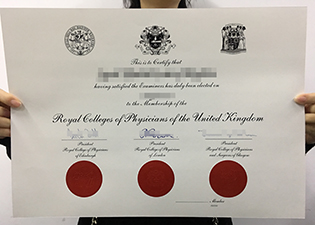 This is to Certify that
having satisfied the Examiners has duly been elected on
to the Membership of the
Royal Colleges of Physicians of the United Kingdom
President
Royal College of Physicians
of Edinburgh
President
Royal College of Physicians
of London
President
Royal College of Physicians
and Surgeons of Glasgow
Member